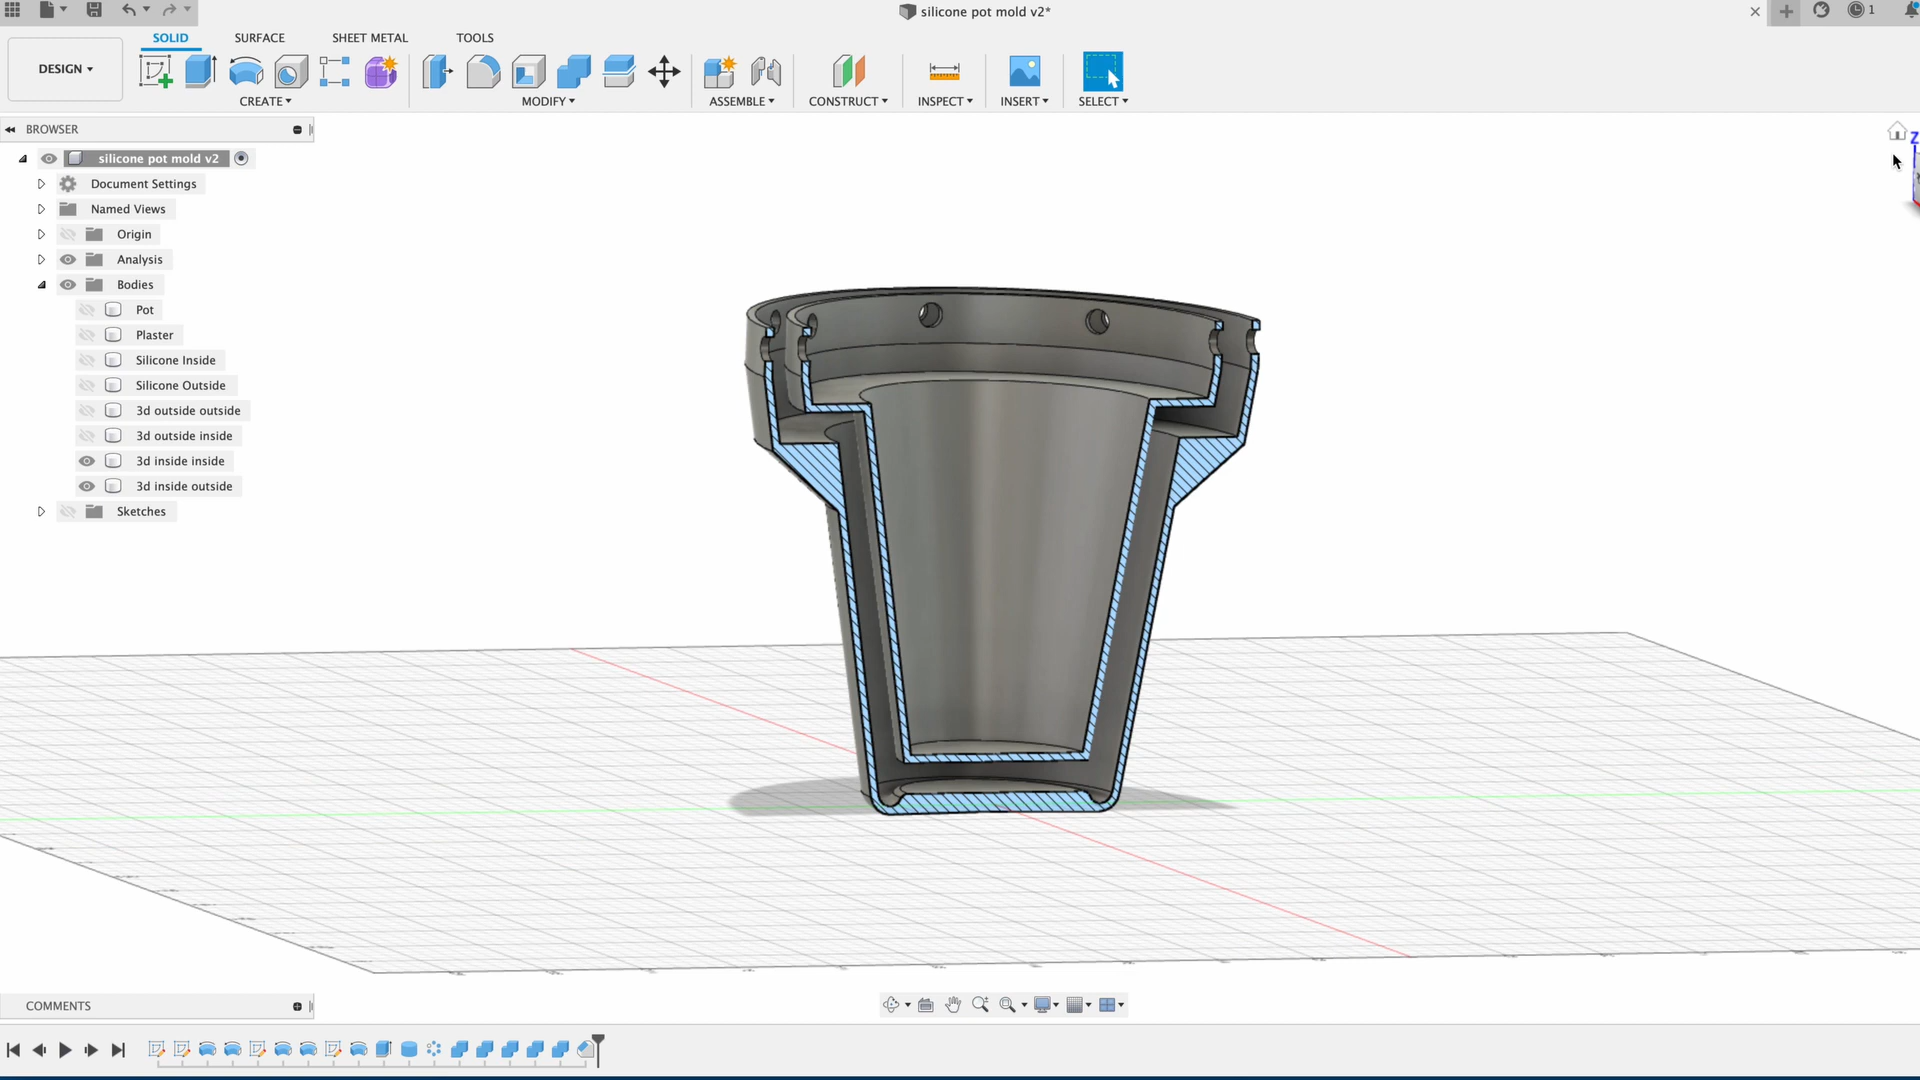 silicone pot mold v2*
1
SOLID SURFACE SHEET METAL TOOLS
DESIGN
CREATE MODIFY ASSEMBLE CONSTRUCT INSPECT INSERT SELECT
BROWSER
Z
silicone pot mold v2
Document Settings
Named Views
Origin
Analysis
Bodies
Pot
Plaster
Silicone Inside
Silicone Outside
3d outside outside
3d outside inside
3d inside inside
3d inside outside
Sketches
COMMENTS